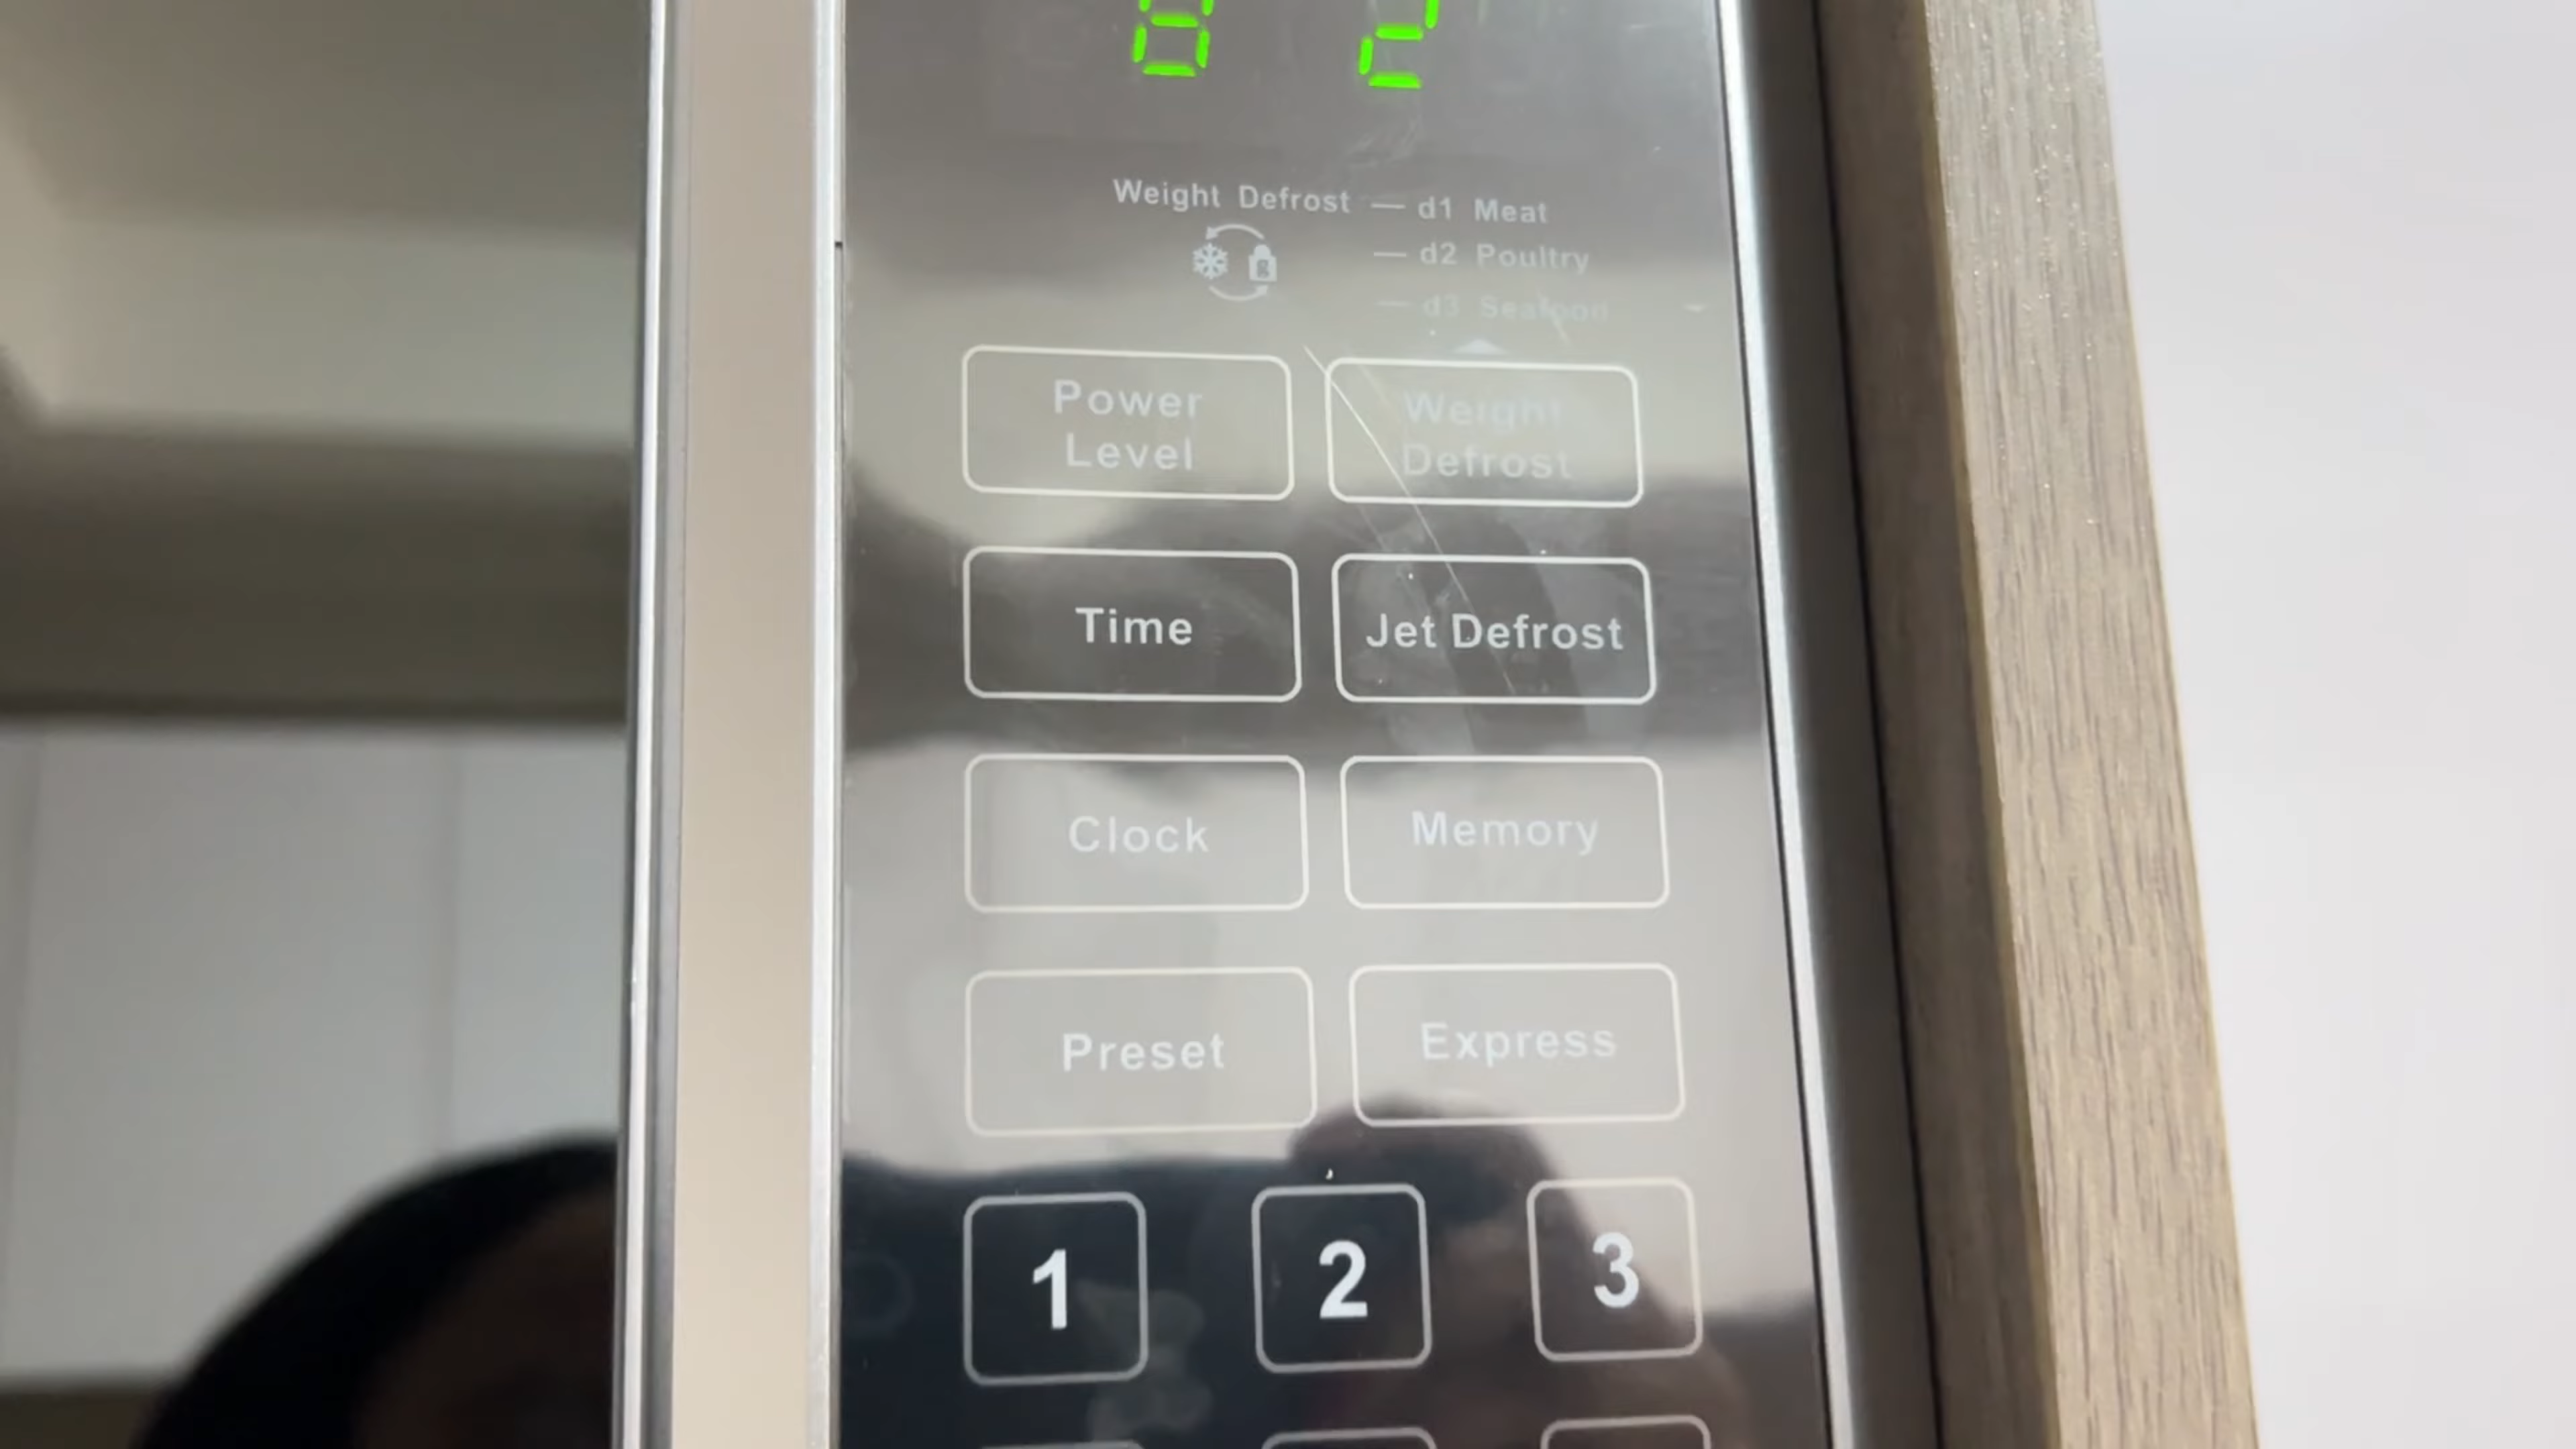 Weight Defrost — d1 Meat
— d2 Poultry
g
— d3 Seafood
Power Level
Weight Defrost
Time
Jet Defrost
Clock
Memory
Preset
Express
1
2
3